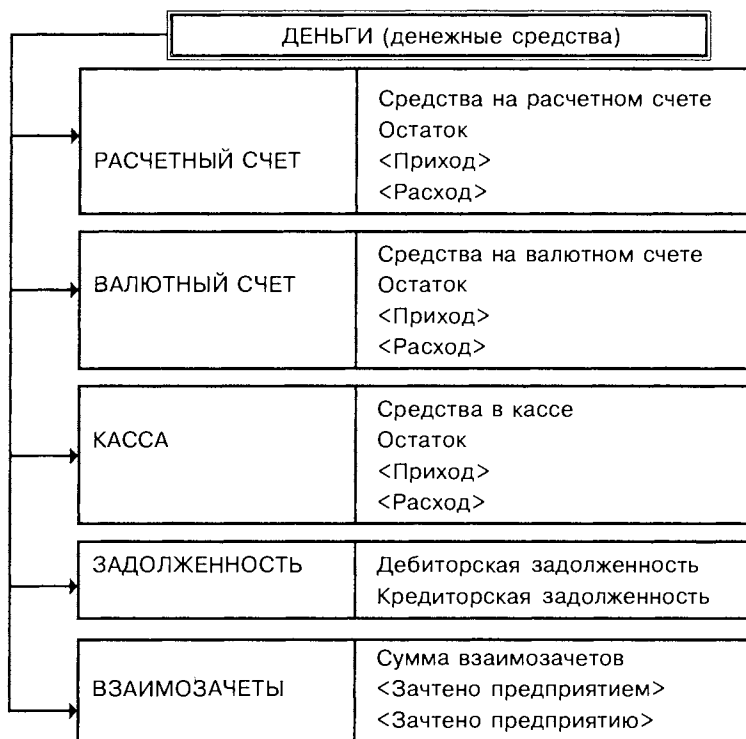 ДЕНЬГИ (денежные средства)
РАСЧЕТНЫЙ СЧЕТ
Средства на расчетном счете
Остаток
<Приход>
<Расход>
ВАЛЮТНЫЙ СЧЕТ
Средства на валютном счете
Остаток
<Приход>
<Расход>
КАССА
Средства в кассе
Остаток
<Приход>
<Расход>
ЗАДОЛЖЕННОСТЬ
Дебиторская задолженность
Кредиторская задолженность
ВЗАИМОЗАЧЕТЫ
Сумма взаимозачетов
<Зачтено предприятием>
<Зачтено предприятию>